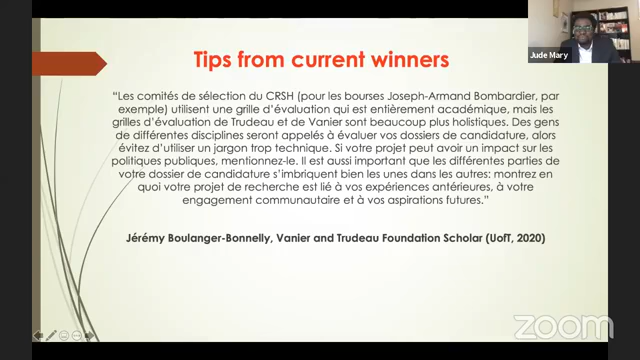 Tips from current winners
“Les comités de sélection du CRSH (pour les bourses Joseph-Armand Bombardier, par
exemple) utilisent une grille d’évaluation qui est entièrement académique, mais les
grilles d’évaluation de Trudeau et de Vanier sont beaucoup plus holistiques. Des gens
de différentes disciplines seront appelés à évaluer vos dossiers de candidature, alors
évitez d’utiliser un jargon trop technique. Si votre projet peut avoir un impact sur les
politiques publiques, mentionnez-le. Il est aussi important que les différentes parties de
votre dossier de candidature s’imbriquent bien les unes dans les autres: montrez en
quoi votre projet de recherche est lié à vos expériences antérieures, à votre
engagement communautaire et à vos aspirations futures.”
Jérémy Boulanger-Bonnelly, Vanier and Trudeau Foundation Scholar (UofT, 2020)
Jude Mary
zoom